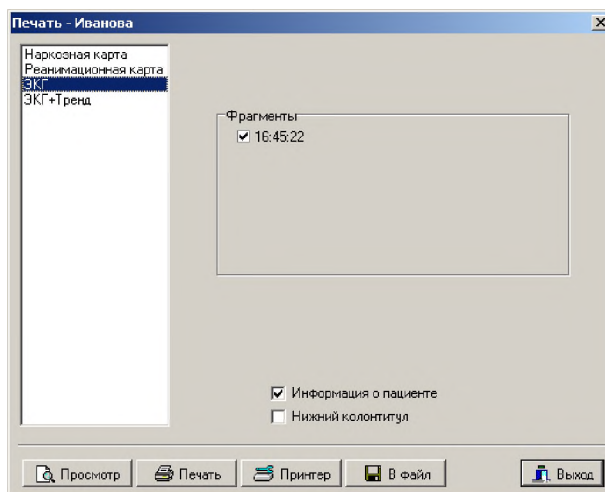 Печать - Иванова
Наркозная карта
Реанимационная карта
ЭКГ
ЭКГ+Тренд
Фрагменты
16:45:22
Информация о пациенте
Нижний колонтитул
Просмотр
Печать
Принтер
В файл
Выход